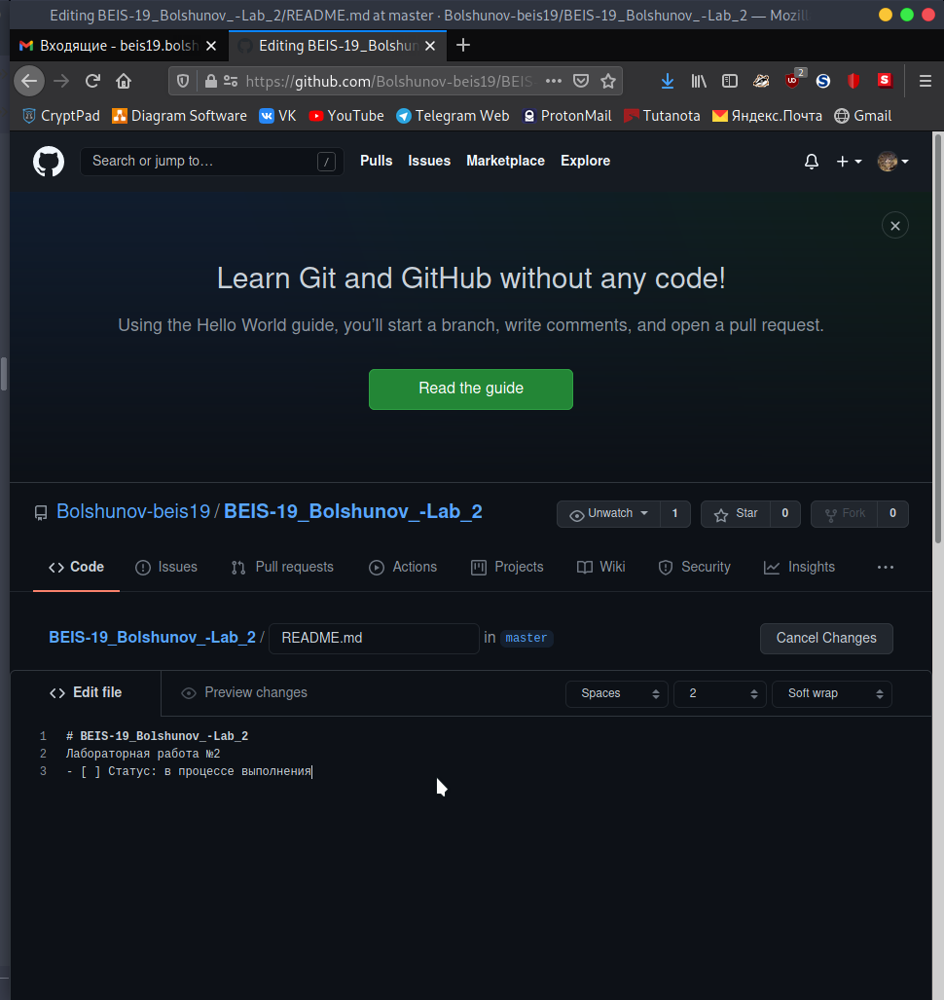 Editing BEIS-19_Bolshunov_-Lab_2/README.md at master · Bolshunov-beis19/BEIS-19_Bolshunov_-Lab_2 — Mozill
Входящие - beis19.bolsh
Editing BEIS-19_Bolshun
https://github.com/Bolshunov-beis19/BEIS
2
CryptPad Diagram Software VK YouTube Telegram Web ProtonMail Tutanota Яндекс.Почта Gmail
Search or jump to… / Pulls Issues Marketplace Explore
Learn Git and GitHub without any code!
Using the Hello World guide, you’ll start a branch, write comments, and open a pull request.
Read the guide
Bolshunov-beis19 / BEIS-19_Bolshunov_-Lab_2 Unwatch 1 Star 0 Fork 0
Code Issues Pull requests Actions Projects Wiki Security Insights
BEIS-19_Bolshunov_-Lab_2 / README.md in master Cancel Changes
Edit file Preview changes Spaces 2 Soft wrap
1 # BEIS-19_Bolshunov_-Lab_2
2 Лабораторная работа №2
3 - [ ] Статус: в процессе выполнения